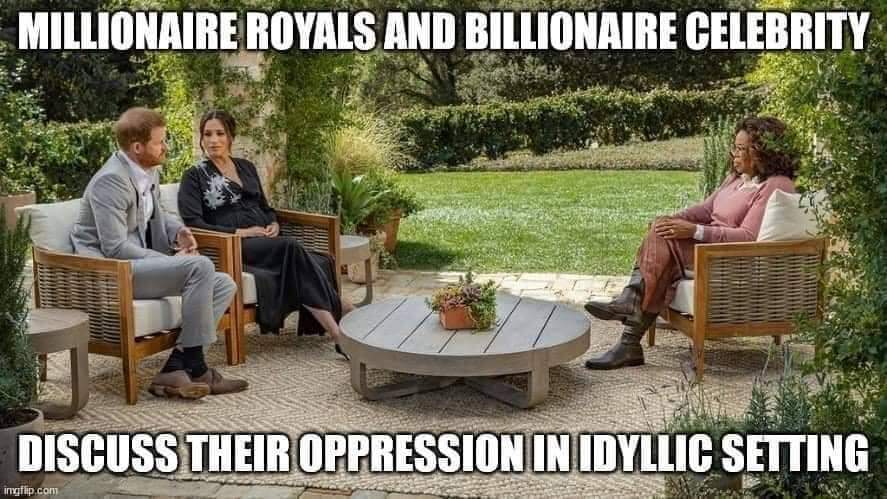 MILLIONAIRE ROYALS AND BILLIONAIRE CELEBRITY
DISCUSS THEIR OPPRESSION IN IDYLLIC SETTING
imgflip.com